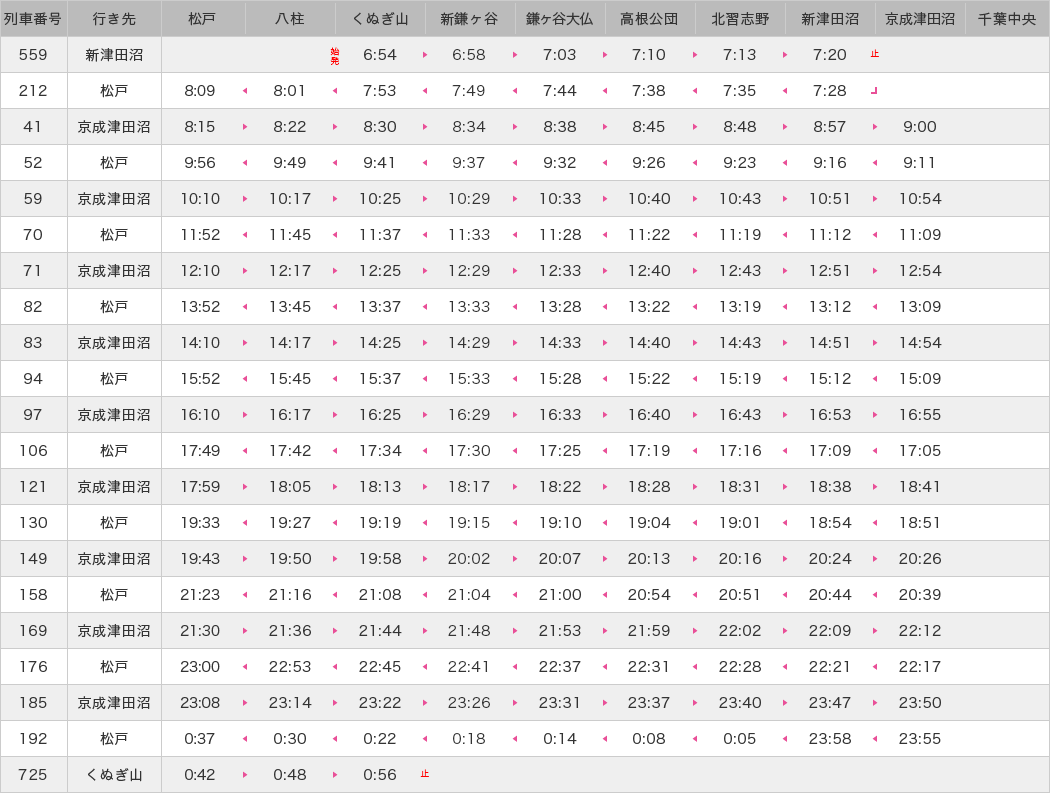 列車番号 行き先 松戸 八柱 くぬぎ山 新鎌ヶ谷 鎌ヶ谷大仏 高根公団 北習志野 新津田沼 京成津田沼 千葉中央
559 新津田沼 始発 6:54 6:58 7:03 7:10 7:13 7:20 止
212 松戸 8:09 8:01 7:53 7:49 7:44 7:38 7:35 7:28
41 京成津田沼 8:15 8:22 8:30 8:34 8:38 8:45 8:48 8:57 9:00
52 松戸 9:56 9:49 9:41 9:37 9:32 9:26 9:23 9:16 9:11
59 京成津田沼 10:10 10:17 10:25 10:29 10:33 10:40 10:43 10:51 10:54
70 松戸 11:52 11:45 11:37 11:33 11:28 11:22 11:19 11:12 11:09
71 京成津田沼 12:10 12:17 12:25 12:29 12:33 12:40 12:43 12:51 12:54
82 松戸 13:52 13:45 13:37 13:33 13:28 13:22 13:19 13:12 13:09
83 京成津田沼 14:10 14:17 14:25 14:29 14:33 14:40 14:43 14:51 14:54
94 松戸 15:52 15:45 15:37 15:33 15:28 15:22 15:19 15:12 15:09
97 京成津田沼 16:10 16:17 16:25 16:29 16:33 16:40 16:43 16:53 16:55
106 松戸 17:49 17:42 17:34 17:30 17:25 17:19 17:16 17:09 17:05
121 京成津田沼 17:59 18:05 18:13 18:17 18:22 18:28 18:31 18:38 18:41
130 松戸 19:33 19:27 19:19 19:15 19:10 19:04 19:01 18:54 18:51
149 京成津田沼 19:43 19:50 19:58 20:02 20:07 20:13 20:16 20:24 20:26
158 松戸 21:23 21:16 21:08 21:04 21:00 20:54 20:51 20:44 20:39
169 京成津田沼 21:30 21:36 21:44 21:48 21:53 21:59 22:02 22:09 22:12
176 松戸 23:00 22:53 22:45 22:41 22:37 22:31 22:28 22:21 22:17
185 京成津田沼 23:08 23:14 23:22 23:26 23:31 23:37 23:40 23:47 23:50
192 松戸 0:37 0:30 0:22 0:18 0:14 0:08 0:05 23:58 23:55
725 くぬぎ山 0:42 0:48 0:56 止